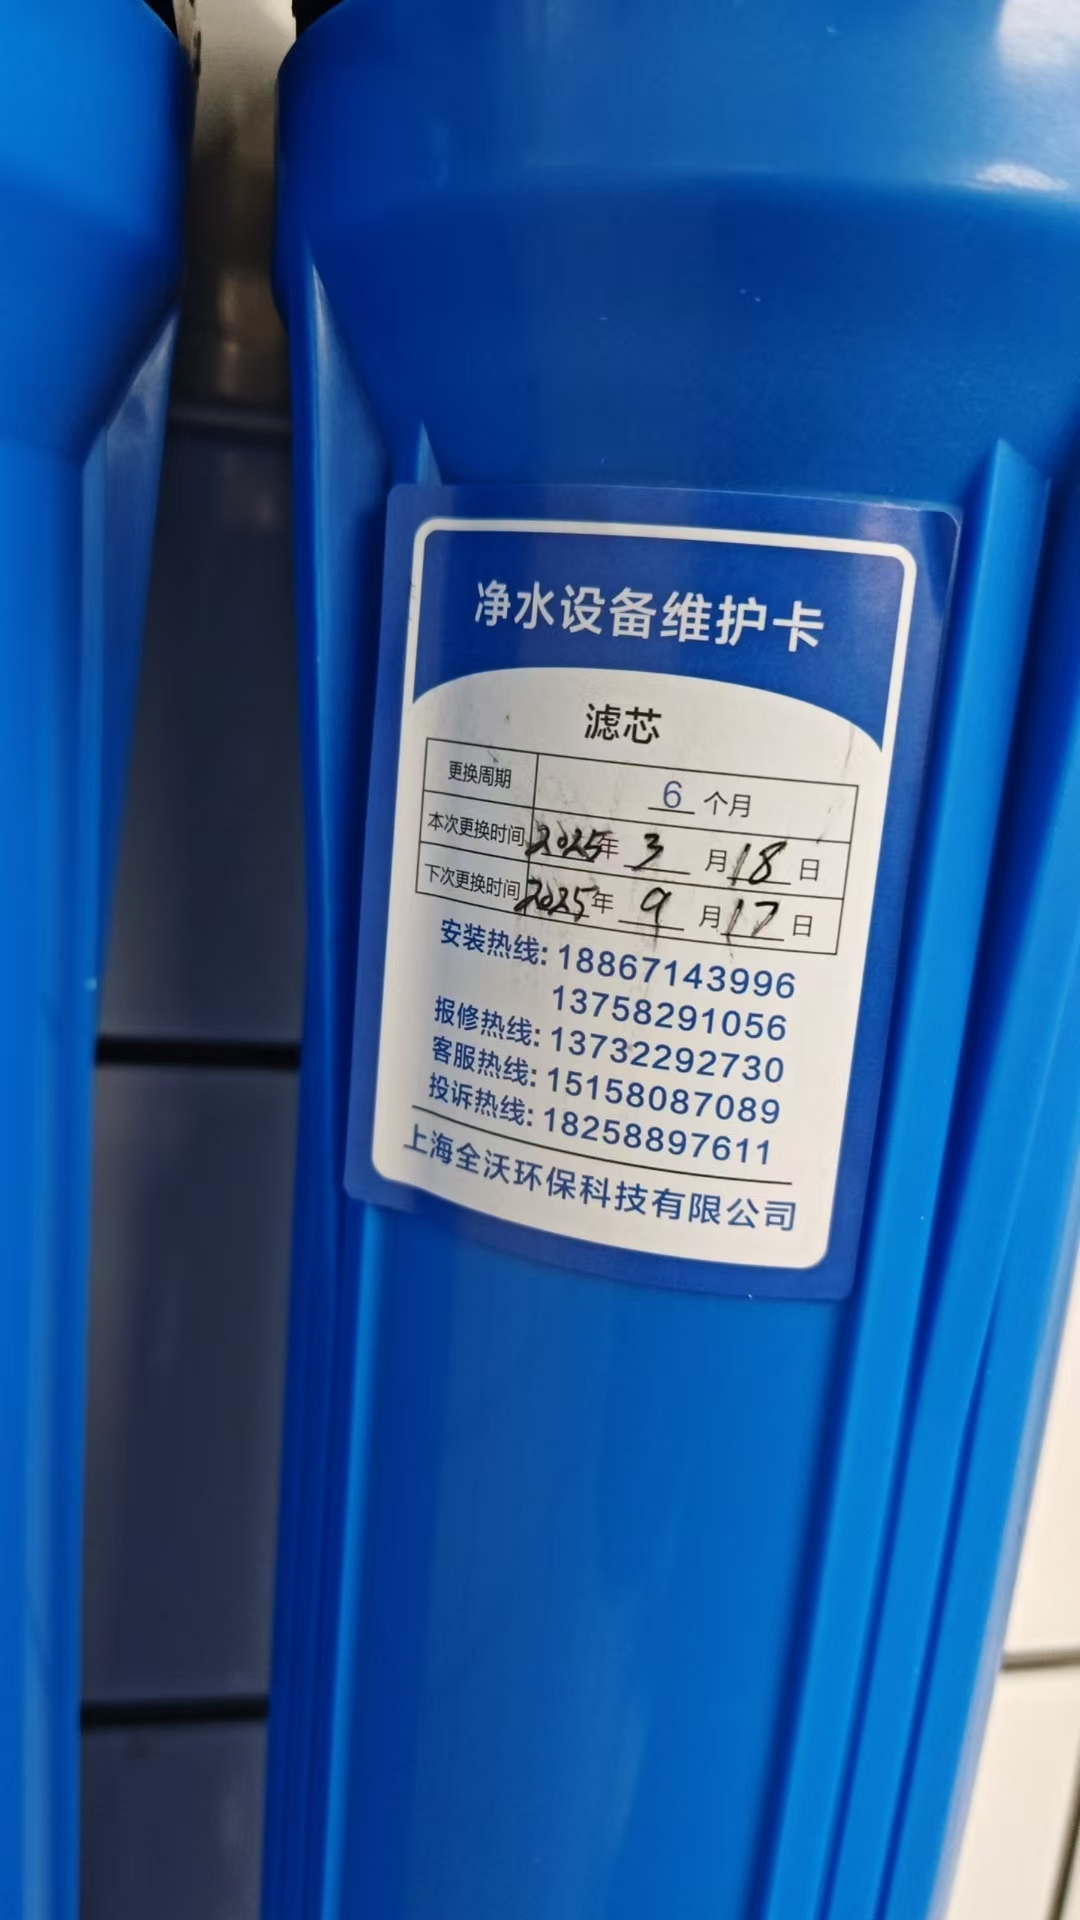 净水设备维护卡
滤芯
更换周期 6 个月
本次更换时间 2025年 3 月 18 日
下次更换时间 2025年 9 月 17 日
安装热线: 18867143996
13758291056
报修热线: 13732292730
客服热线: 15158087089
投诉热线: 18258897611
上海全沃环保科技有限公司